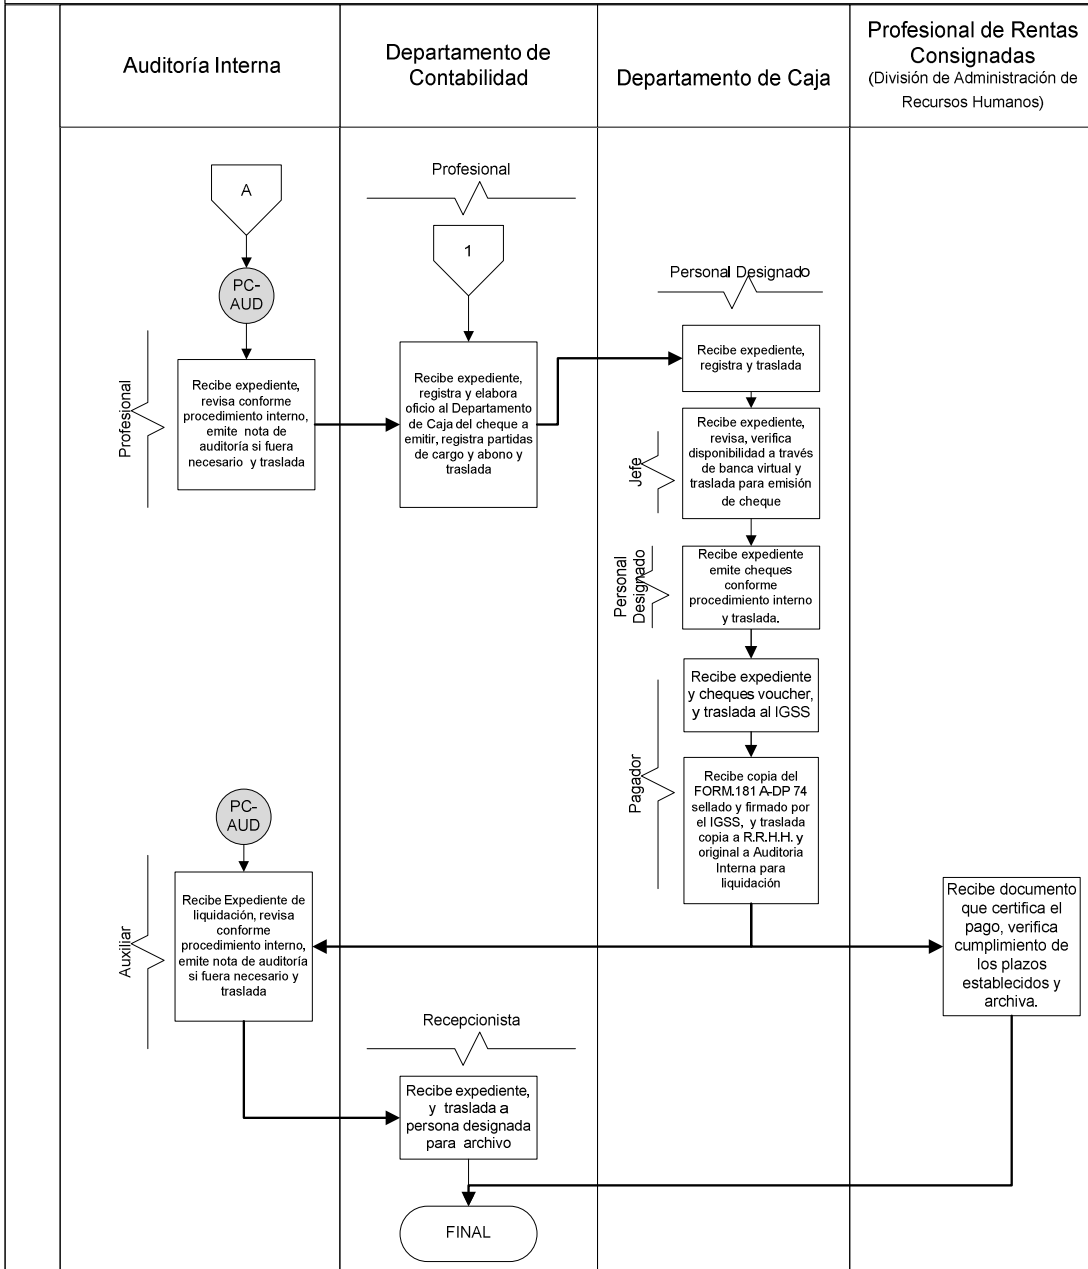 Auditoría Interna
Departamento de
Contabilidad
Departamento de Caja
Profesional de Rentas
Consignadas
(División de Administración de
Recursos Humanos)
A
PC-
AUD
Profesional
Recibe expediente,
revisa conforme
procedimiento interno,
emite nota de
auditoría si fuera
necesario y traslada
Profesional
1
Recibe expediente,
registra y elabora
oficio al Departamento
de Caja del cheque a
emitir, registra partidas
de cargo y abono y
traslada
Personal Designado
Recibe expediente,
registra y traslada
Jefe
Recibe expediente,
revisa, verifica
disponibilidad a través
de banca virtual y
traslada para emisión
de cheque
Personal
Designado
Recibe expediente
emite cheques
conforme
procedimiento interno
y traslada.
Pagador
Recibe expediente
y cheques voucher,
y traslada al IGSS
Recibe copia del
FORM.181 A-DP 74
sellado y firmado por
el IGSS, y traslada
copia a R.R.H.H. y
original a Auditoria
Interna para
liquidación
PC-
AUD
Auxiliar
Recibe Expediente de
liquidación, revisa
conforme
procedimiento interno,
emite nota de auditoría
si fuera necesario y
traslada
Recibe documento
que certifica el
pago, verifica
cumplimiento de
los plazos
establecidos y
archiva.
Recepcionista
Recibe expediente,
y traslada a
persona designada
para archivo
FINAL